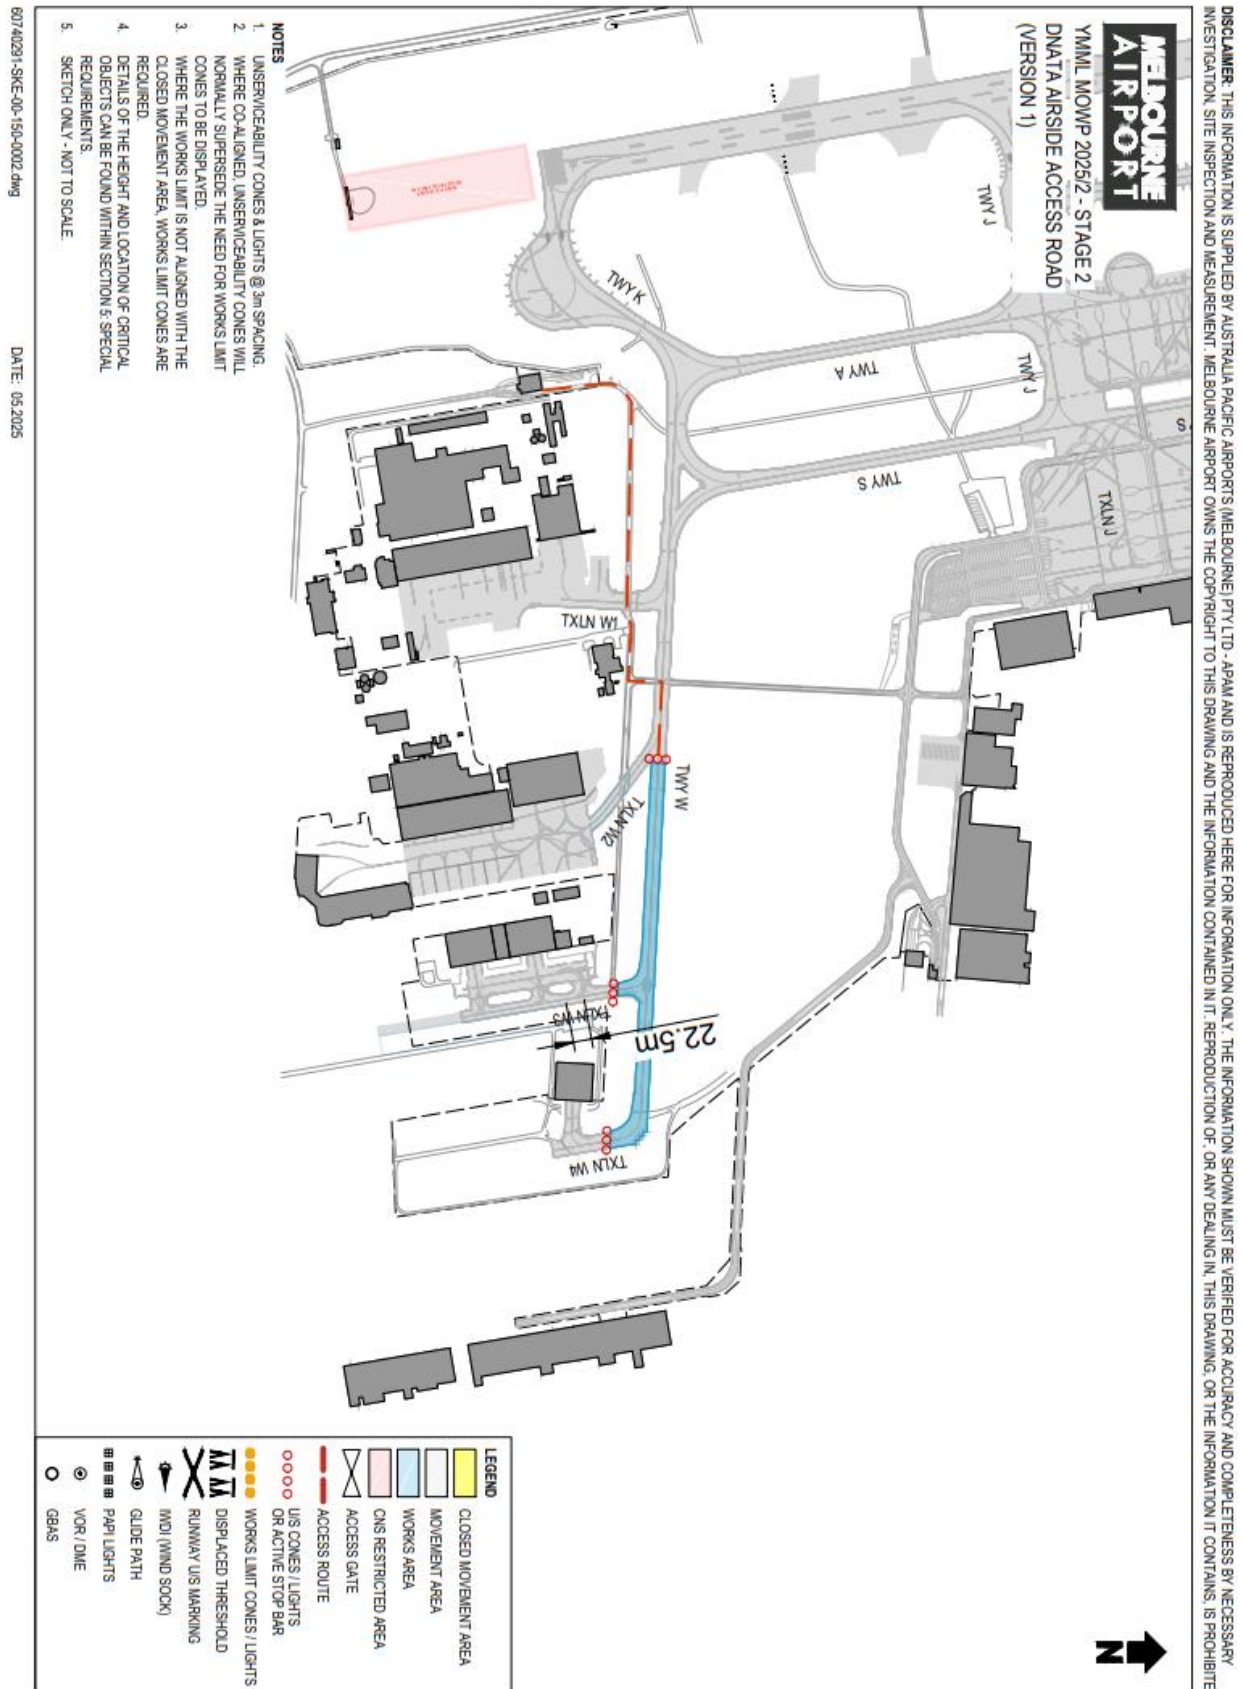 DISCLAIMER: THIS INFORMATION IS SUPPLIED BY AUSTRALIA PACIFIC AIRPORTS (MELBOURNE) PTY LTD - APAM AND IS REPRODUCED HERE FOR INFORMATION ONLY. THE INFORMATION SHOWN MUST BE VERIFIED FOR ACCURACY AND COMPLETENESS BY NECESSARY
INVESTIGATION, SITE INSPECTION AND MEASUREMENT. MELBOURNE AIRPORT OWNS THE COPYRIGHT TO THIS DRAWING AND THE INFORMATION CONTAINED IN IT. REPRODUCTION OF, OR ANY DEALING IN, THIS DRAWING, OR THE INFORMATION IT CONTAINS, IS PROHIBITE
MELBOURNE
AIRPORT
YMML MOWP 2025/2 - STAGE 2
DNATA AIRSIDE ACCESS ROAD
(VERSION 1)
TWY J
TWY K
TWY A
TWY J
S
TWY S
TXLN J
TXLN W1
TWY W
TXLN W2
TXLN W3
22.5m
TXLN W4
N
NOTES
1. UNSERVICEABILITY CONES & LIGHTS @ 3m SPACING.
2. WHERE CO-ALIGNED, UNSERVICEABILITY CONES WILL
NORMALLY SUPERSEDE THE NEED FOR WORKS LIMIT
CONES TO BE DISPLAYED.
3. WHERE THE WORKS LIMIT IS NOT ALIGNED WITH THE
CLOSED MOVEMENT AREA, WORKS LIMIT CONES ARE
REQUIRED.
4. DETAILS OF THE HEIGHT AND LOCATION OF CRITICAL
OBJECTS CAN BE FOUND WITHIN SECTION 5: SPECIAL
REQUIREMENTS.
5. SKETCH ONLY - NOT TO SCALE.
LEGEND
CLOSED MOVEMENT AREA
MOVEMENT AREA
WORKS AREA
CNS RESTRICTED AREA
ACCESS GATE
ACCESS ROUTE
U/S CONES / LIGHTS
OR ACTIVE STOP BAR
WORKS LIMIT CONES / LIGHTS
DISPLACED THRESHOLD
RUNWAY U/S MARKING
IWDI (WIND SOCK)
GLIDE PATH
PAPI LIGHTS
VOR / DME
GBAS
60740291-SKE-00-150-0002.dwg
DATE: 05.2025